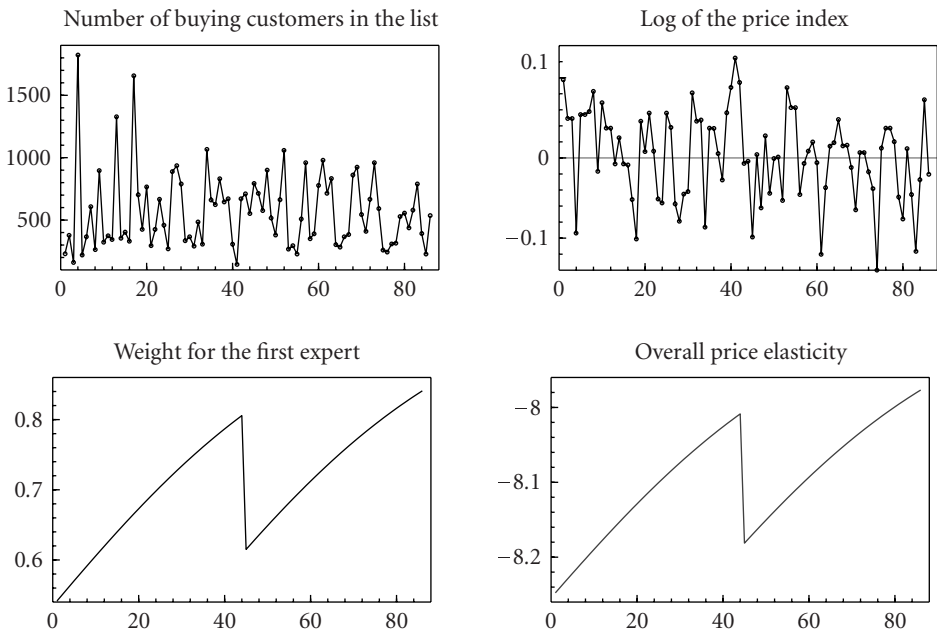 Number of buying customers in the list
1500
1000
500
0 20 40 60 80
Log of the price index
0.1
0
−0.1
0 20 40 60 80
Weight for the first expert
0.8
0.7
0.6
0 20 40 60 80
Overall price elasticity
−8
−8.1
−8.2
0 20 40 60 80